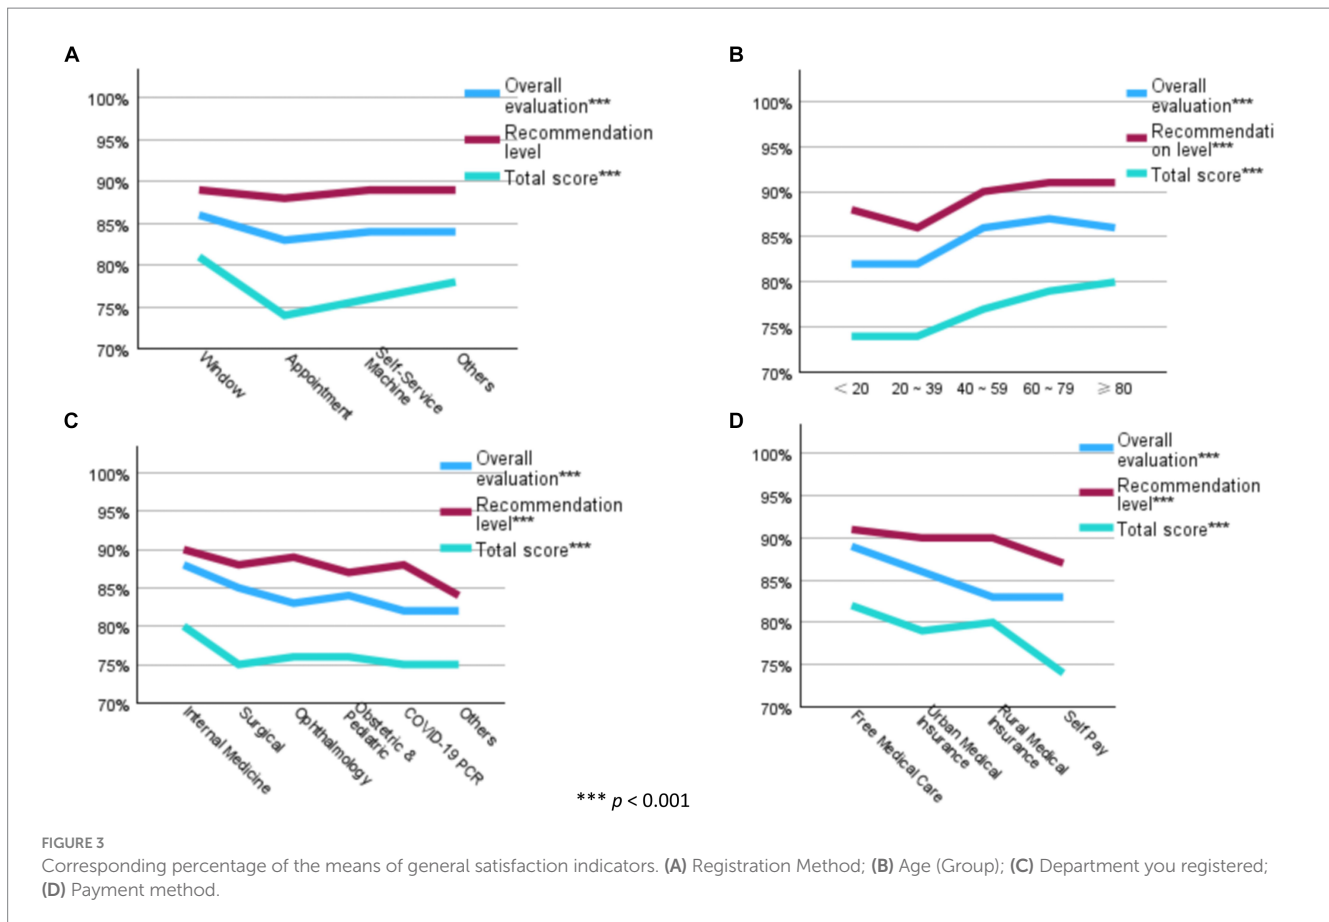 A
100%
95%
90%
85%
80%
75%
70%
Overall
evaluation***
Recommendation
level
Total score***
Window
Appointment
Self-Service
Machine
Others
B
100%
95%
90%
85%
80%
75%
70%
Overall
evaluation***
Recommendati
on level***
Total score***
< 20
20 ~ 39
40 ~ 59
60 ~ 79
≥ 80
C
100%
95%
90%
85%
80%
75%
70%
Overall
evaluation***
Recommendation
level***
Total score***
Internal Medicine
Surgical
Ophthalmology
Obstetric &
Pediatric
COVID-19 PCR
Others
D
100%
95%
90%
85%
80%
75%
70%
Overall
evaluation***
Recommendation
level***
Total score***
Free Medical Care
Urban Medical
Insurance
Rural Medical
Insurance
Self Pay
*** p < 0.001
FIGURE 3
Corresponding percentage of the means of general satisfaction indicators. (A) Registration Method; (B) Age (Group); (C) Department you registered;
(D) Payment method.